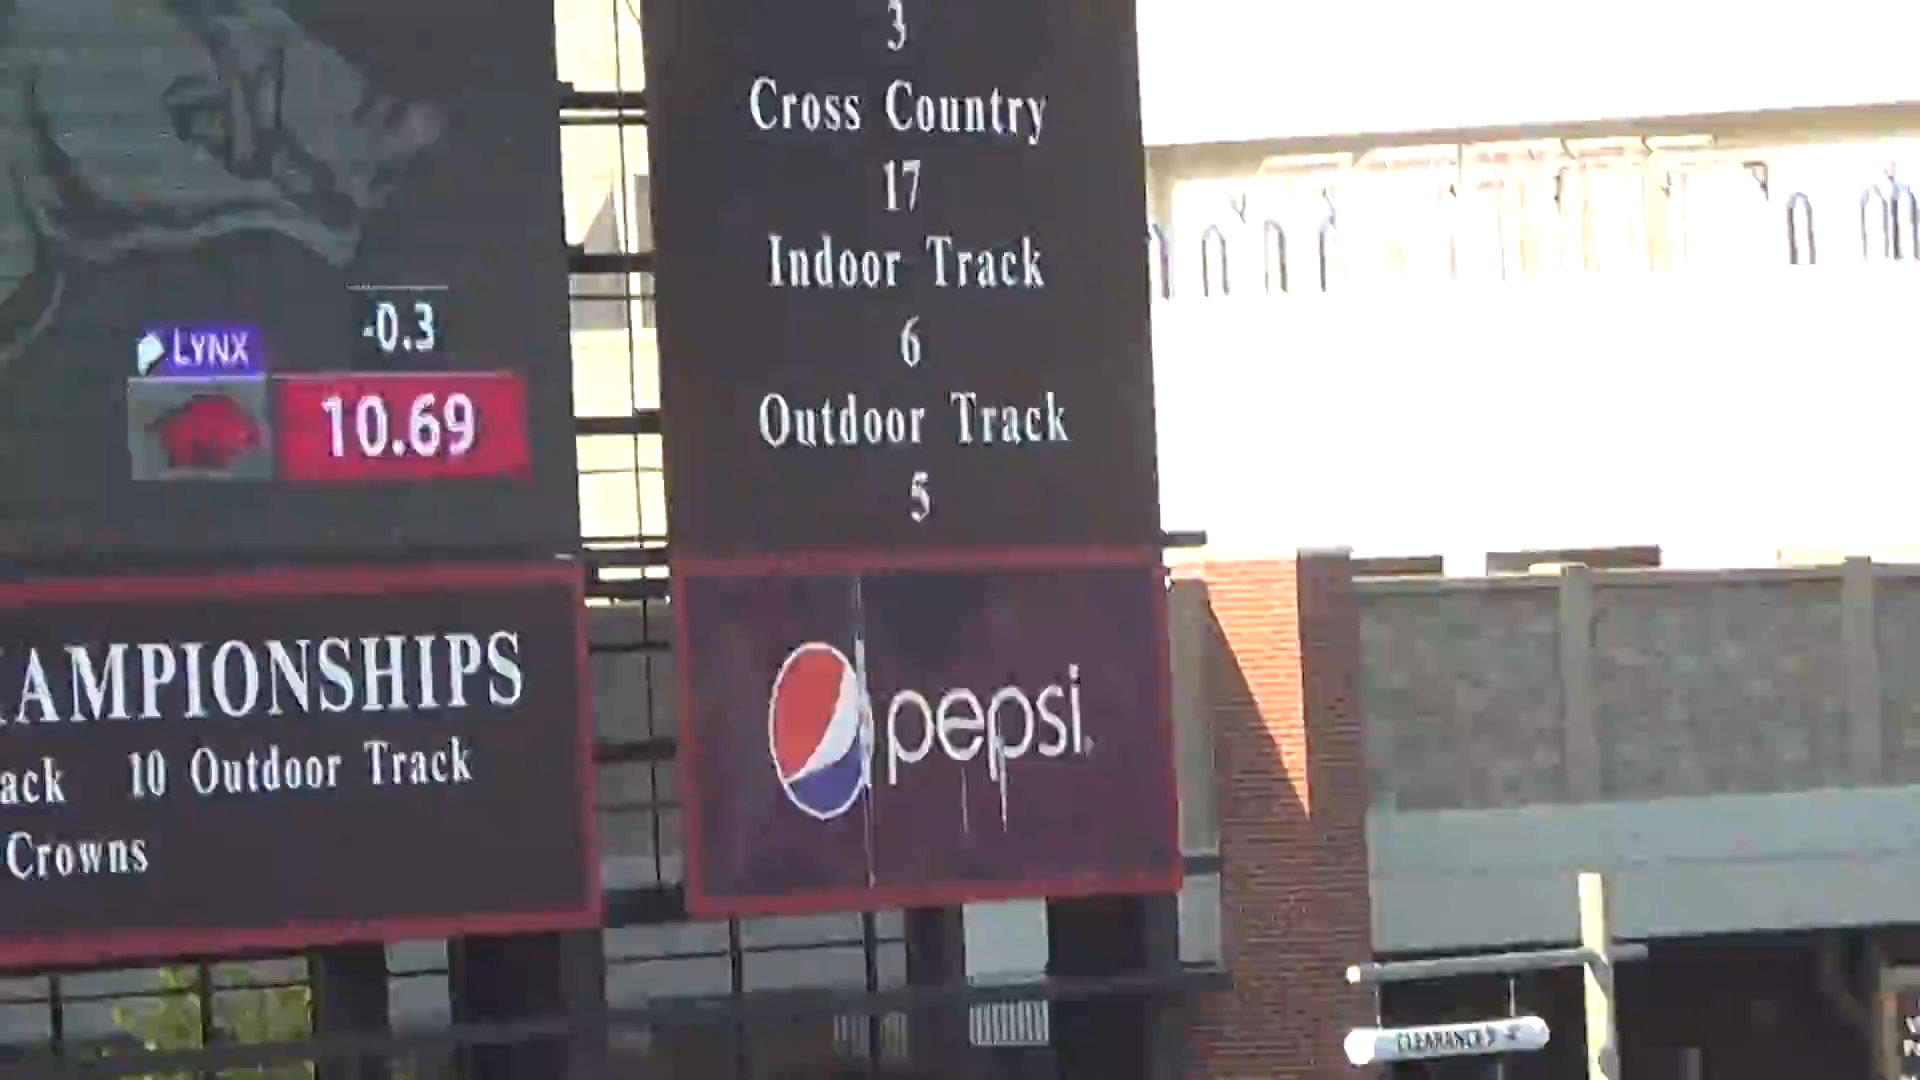 LYNX
-0.3
10.69
3
Cross Country
17
Indoor Track
6
Outdoor Track
5
AMPIONSHIPS
ack 10 Outdoor Track
Crowns
pepsi